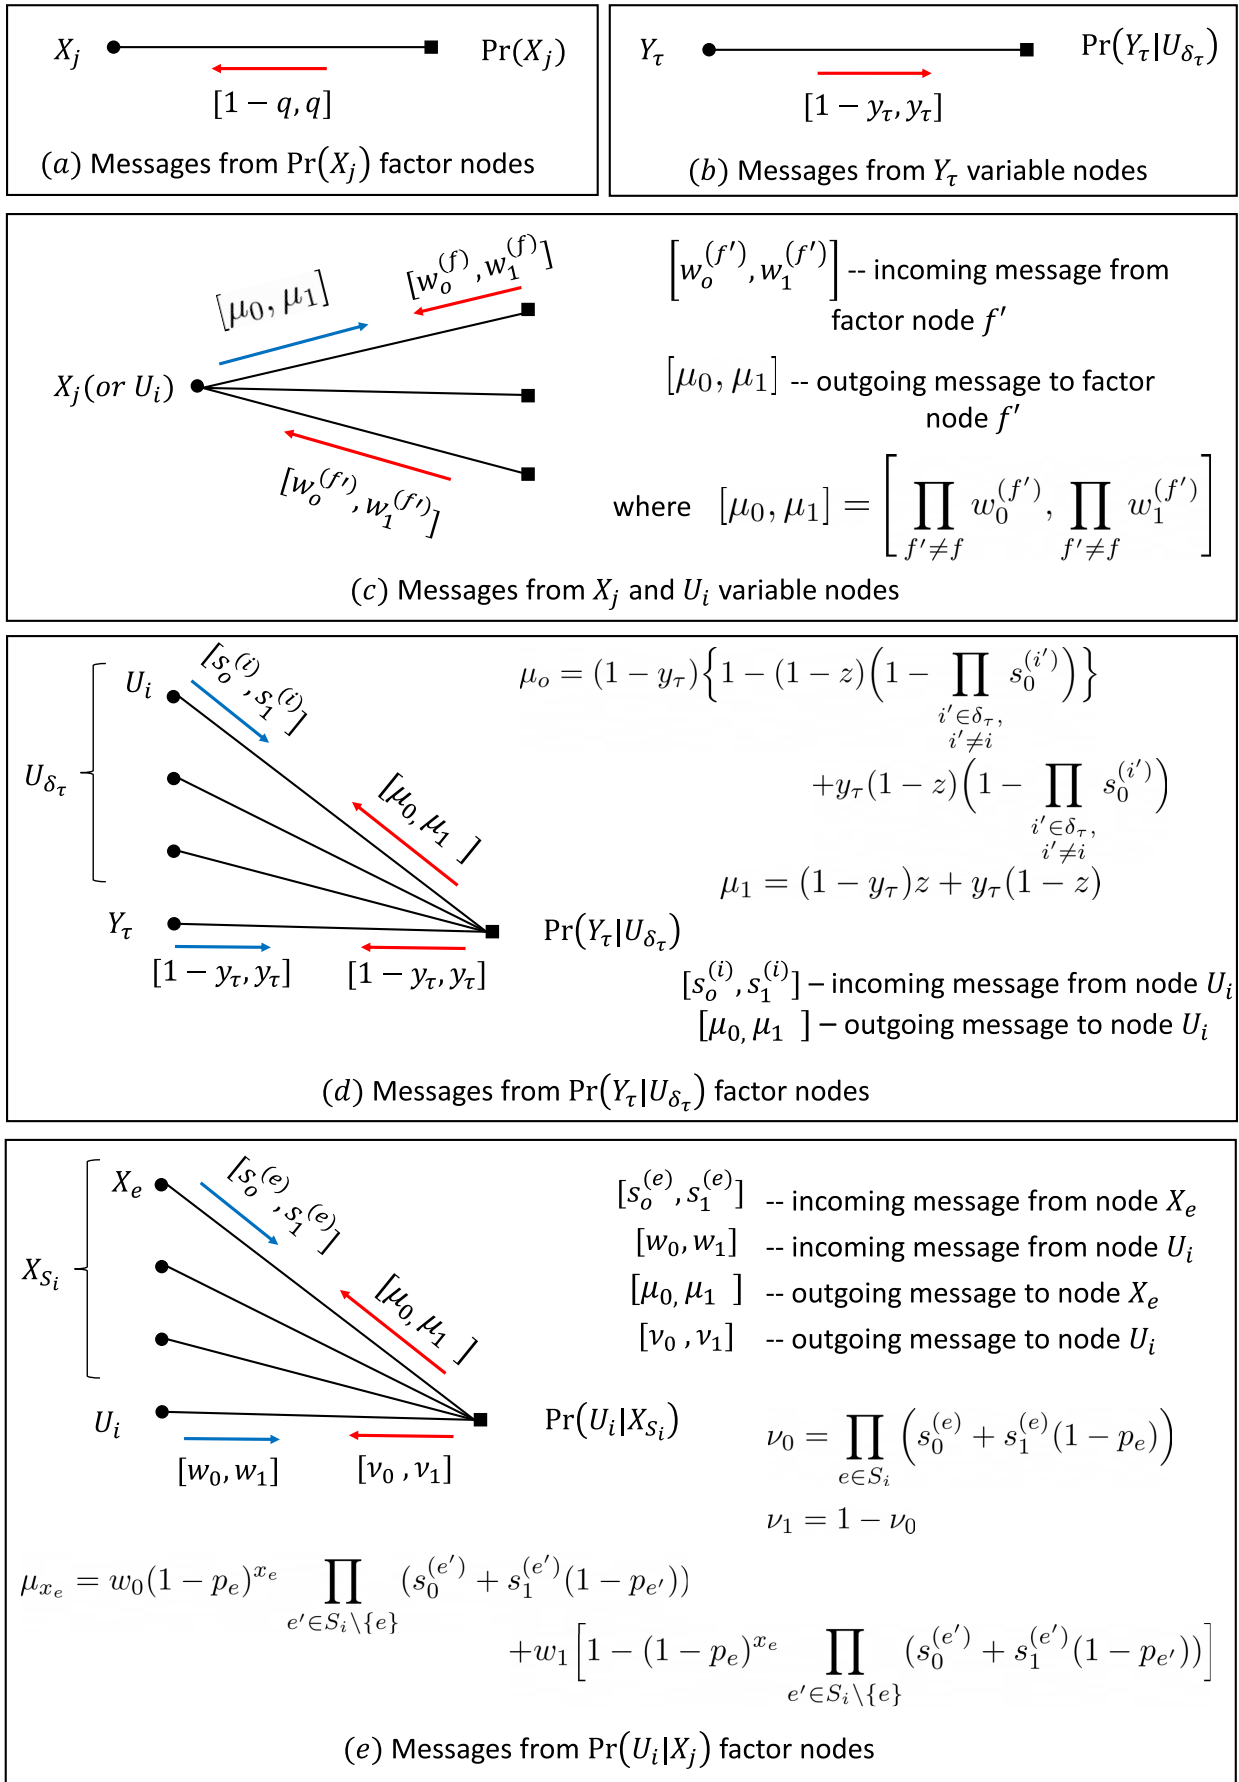 X_j Pr(X_j)
[1 − q, q]
(a) Messages from Pr(X_j) factor nodes
Y_τ Pr(Y_τ|U_{δ_τ})
[1 − y_τ, y_τ]
(b) Messages from Y_τ variable nodes
[μ_0, μ_1]
[w_o^{(f)}, w_1^{(f)}]
X_j(or U_i)
[w_o^{(f′)}, w_1^{(f′)}]
[w_o^{(f′)}, w_1^{(f′)}] -- incoming message from
factor node f′
[μ_0, μ_1] -- outgoing message to factor
node f′
where [μ_0, μ_1] = [∏_{f′≠f} w_0^{(f′)}, ∏_{f′≠f} w_1^{(f′)}]
(c) Messages from X_j and U_i variable nodes
[s_o^{(i)}, s_1^{(i)}]
U_i
U_{δ_τ}
[μ_{0,} μ_1 ]
Y_τ
Pr(Y_τ|U_{δ_τ})
[1 − y_τ, y_τ] [1 − y_τ, y_τ]
μ_o = (1 − y_τ){1 − (1 − z)(1 − ∏_{i′∈δ_τ, i′≠i} s_0^{(i′)})}
+y_τ(1 − z)(1 − ∏_{i′∈δ_τ, i′≠i} s_0^{(i′)})
μ_1 = (1 − y_τ)z + y_τ(1 − z)
[s_o^{(i)}, s_1^{(i)}] – incoming message from node U_i
[μ_{0,} μ_1 ] – outgoing message to node U_i
(d) Messages from Pr(Y_τ|U_{δ_τ}) factor nodes
[s_o^{(e)}, s_1^{(e)}]
X_e
X_{S_i}
[μ_{0,} μ_1 ]
U_i
Pr(U_i|X_{S_i})
[w_0, w_1] [ν_0 , ν_1]
[s_o^{(e)}, s_1^{(e)}] -- incoming message from node X_e
[w_0, w_1] -- incoming message from node U_i
[μ_{0,} μ_1 ] -- outgoing message to node X_e
[ν_0 , ν_1] -- outgoing message to node U_i
ν_0 = ∏_{e∈S_i} (s_0^{(e)} + s_1^{(e)}(1 − p_e))
ν_1 = 1 − ν_0
μ_{x_e} = w_0(1 − p_e)^{x_e} ∏_{e′∈S_i\{e}} (s_0^{(e′)} + s_1^{(e′)}(1 − p_{e′}))
+w_1[1 − (1 − p_e)^{x_e} ∏_{e′∈S_i\{e}} (s_0^{(e′)} + s_1^{(e′)}(1 − p_{e′}))]
(e) Messages from Pr(U_i|X_j) factor nodes